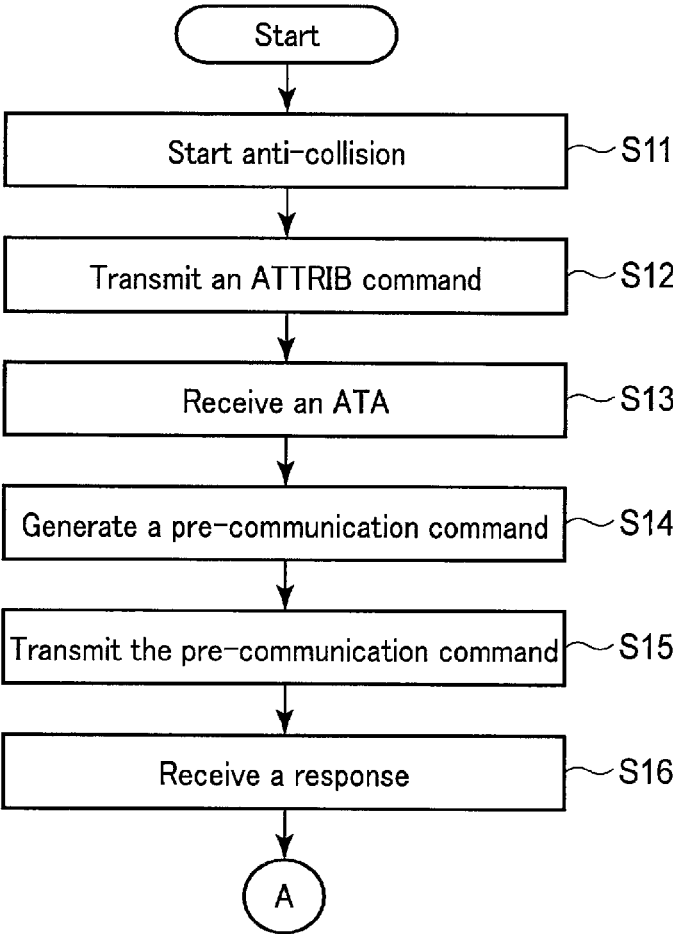 Start
Start anti-collision
S11
Transmit an ATTRIB command
S12
Receive an ATA
S13
Generate a pre-communication command
S14
Transmit the pre-communication command
S15
Receive a response
S16
A